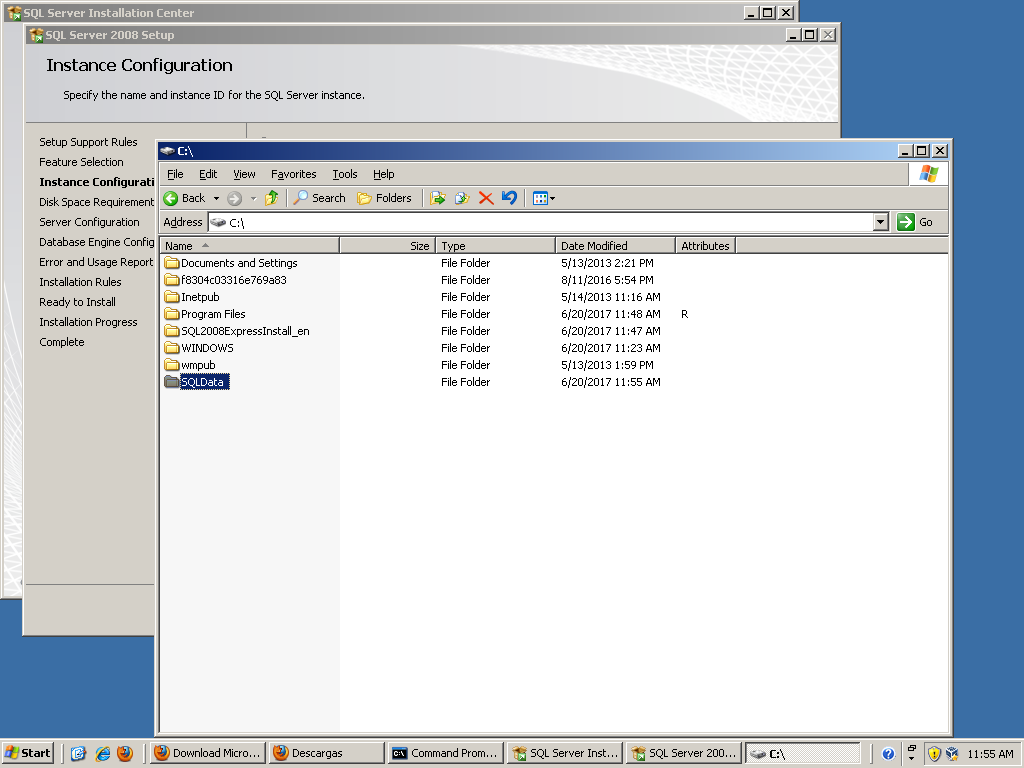 SQL Server Installation Center
SQL Server 2008 Setup
Instance Configuration
Specify the name and instance ID for the SQL Server instance.
Setup Support Rules
Feature Selection
Instance Configurati
Disk Space Requirement
Server Configuration
Database Engine Config
Error and Usage Report
Installation Rules
Ready to Install
Installation Progress
Complete
C:\
File Edit View Favorites Tools Help
Back Search Folders
Address C:\ Go
Name Size Type Date Modified Attributes
Documents and Settings File Folder 5/13/2013 2:21 PM
f8304c03316e769a83 File Folder 8/11/2016 5:54 PM
Inetpub File Folder 5/14/2013 11:16 AM
Program Files File Folder 6/20/2017 11:48 AM R
SQL2008ExpressInstall_en File Folder 6/20/2017 11:47 AM
WINDOWS File Folder 6/20/2017 11:23 AM
wmpub File Folder 5/13/2013 1:59 PM
SQLData File Folder 6/20/2017 11:55 AM
Start Download Micro... Descargas Command Prom... SQL Server Inst... SQL Server 200... C:\ 11:55 AM